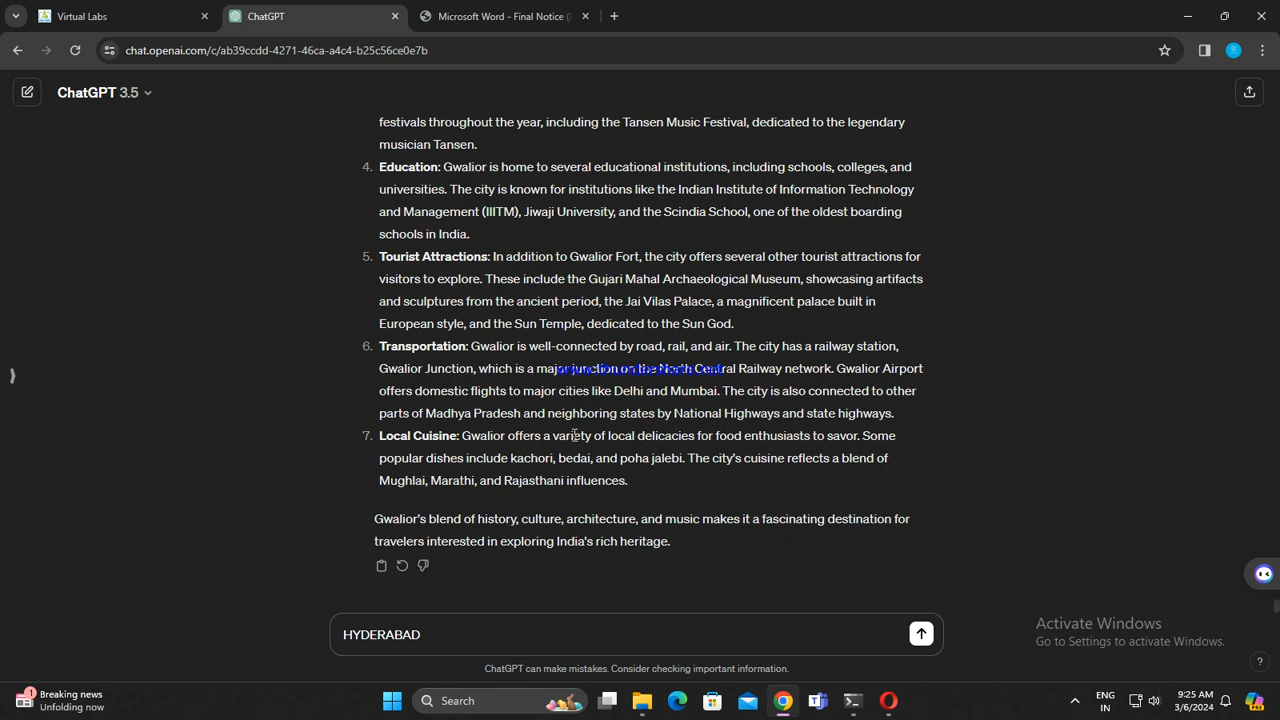 Virtual Labs
ChatGPT
Microsoft Word - Final Notice (
chat.openai.com/c/ab39ccdd-4271-46ca-a4c4-b25c56ce0e7b
ChatGPT 3.5
festivals throughout the year, including the Tansen Music Festival, dedicated to the legendary
musician Tansen.
4. Education: Gwalior is home to several educational institutions, including schools, colleges, and
universities. The city is known for institutions like the Indian Institute of Information Technology
and Management (IIITM), Jiwaji University, and the Scindia School, one of the oldest boarding
schools in India.
5. Tourist Attractions: In addition to Gwalior Fort, the city offers several other tourist attractions for
visitors to explore. These include the Gujari Mahal Archaeological Museum, showcasing artifacts
and sculptures from the ancient period, the Jai Vilas Palace, a magnificent palace built in
European style, and the Sun Temple, dedicated to the Sun God.
6. Transportation: Gwalior is well-connected by road, rail, and air. The city has a railway station,
Gwalior Junction, which is a major junction on the North Central Railway network. Gwalior Airport
offers domestic flights to major cities like Delhi and Mumbai. The city is also connected to other
parts of Madhya Pradesh and neighboring states by National Highways and state highways.
7. Local Cuisine: Gwalior offers a variety of local delicacies for food enthusiasts to savor. Some
popular dishes include kachori, bedai, and poha jalebi. The city's cuisine reflects a blend of
Mughlai, Marathi, and Rajasthani influences.
Gwalior's blend of history, culture, architecture, and music makes it a fascinating destination for
travelers interested in exploring India's rich heritage.
HYDERABAD
Activate Windows
Go to Settings to activate Windows.
ChatGPT can make mistakes. Consider checking important information.
?
1
Breaking news
Unfolding now
Search
ENG
IN
9:25 AM
3/6/2024